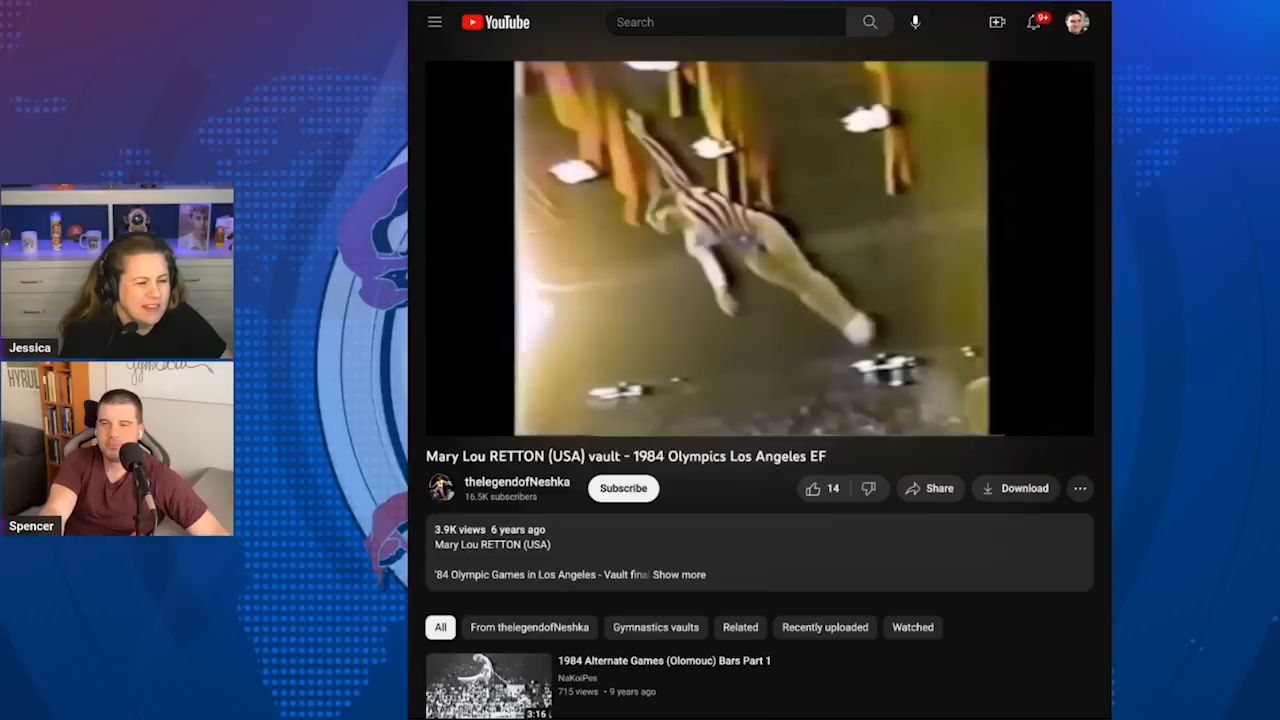 YouTube
Search
9+
HYRUL
Jessica
Spencer
Mary Lou RETTON (USA) vault - 1984 Olympics Los Angeles EF
thelegendofNeshka
16.5K subscribers
Subscribe
14
Share
Download
3.9K views 6 years ago
Mary Lou RETTON (USA)
'84 Olympic Games in Los Angeles - Vault final Show more
All
From thelegendofNeshka
Gymnastics vaults
Related
Recently uploaded
Watched
1984 Alternate Games (Olomouc) Bars Part 1
NaKoiPes
715 views • 9 years ago
3:16